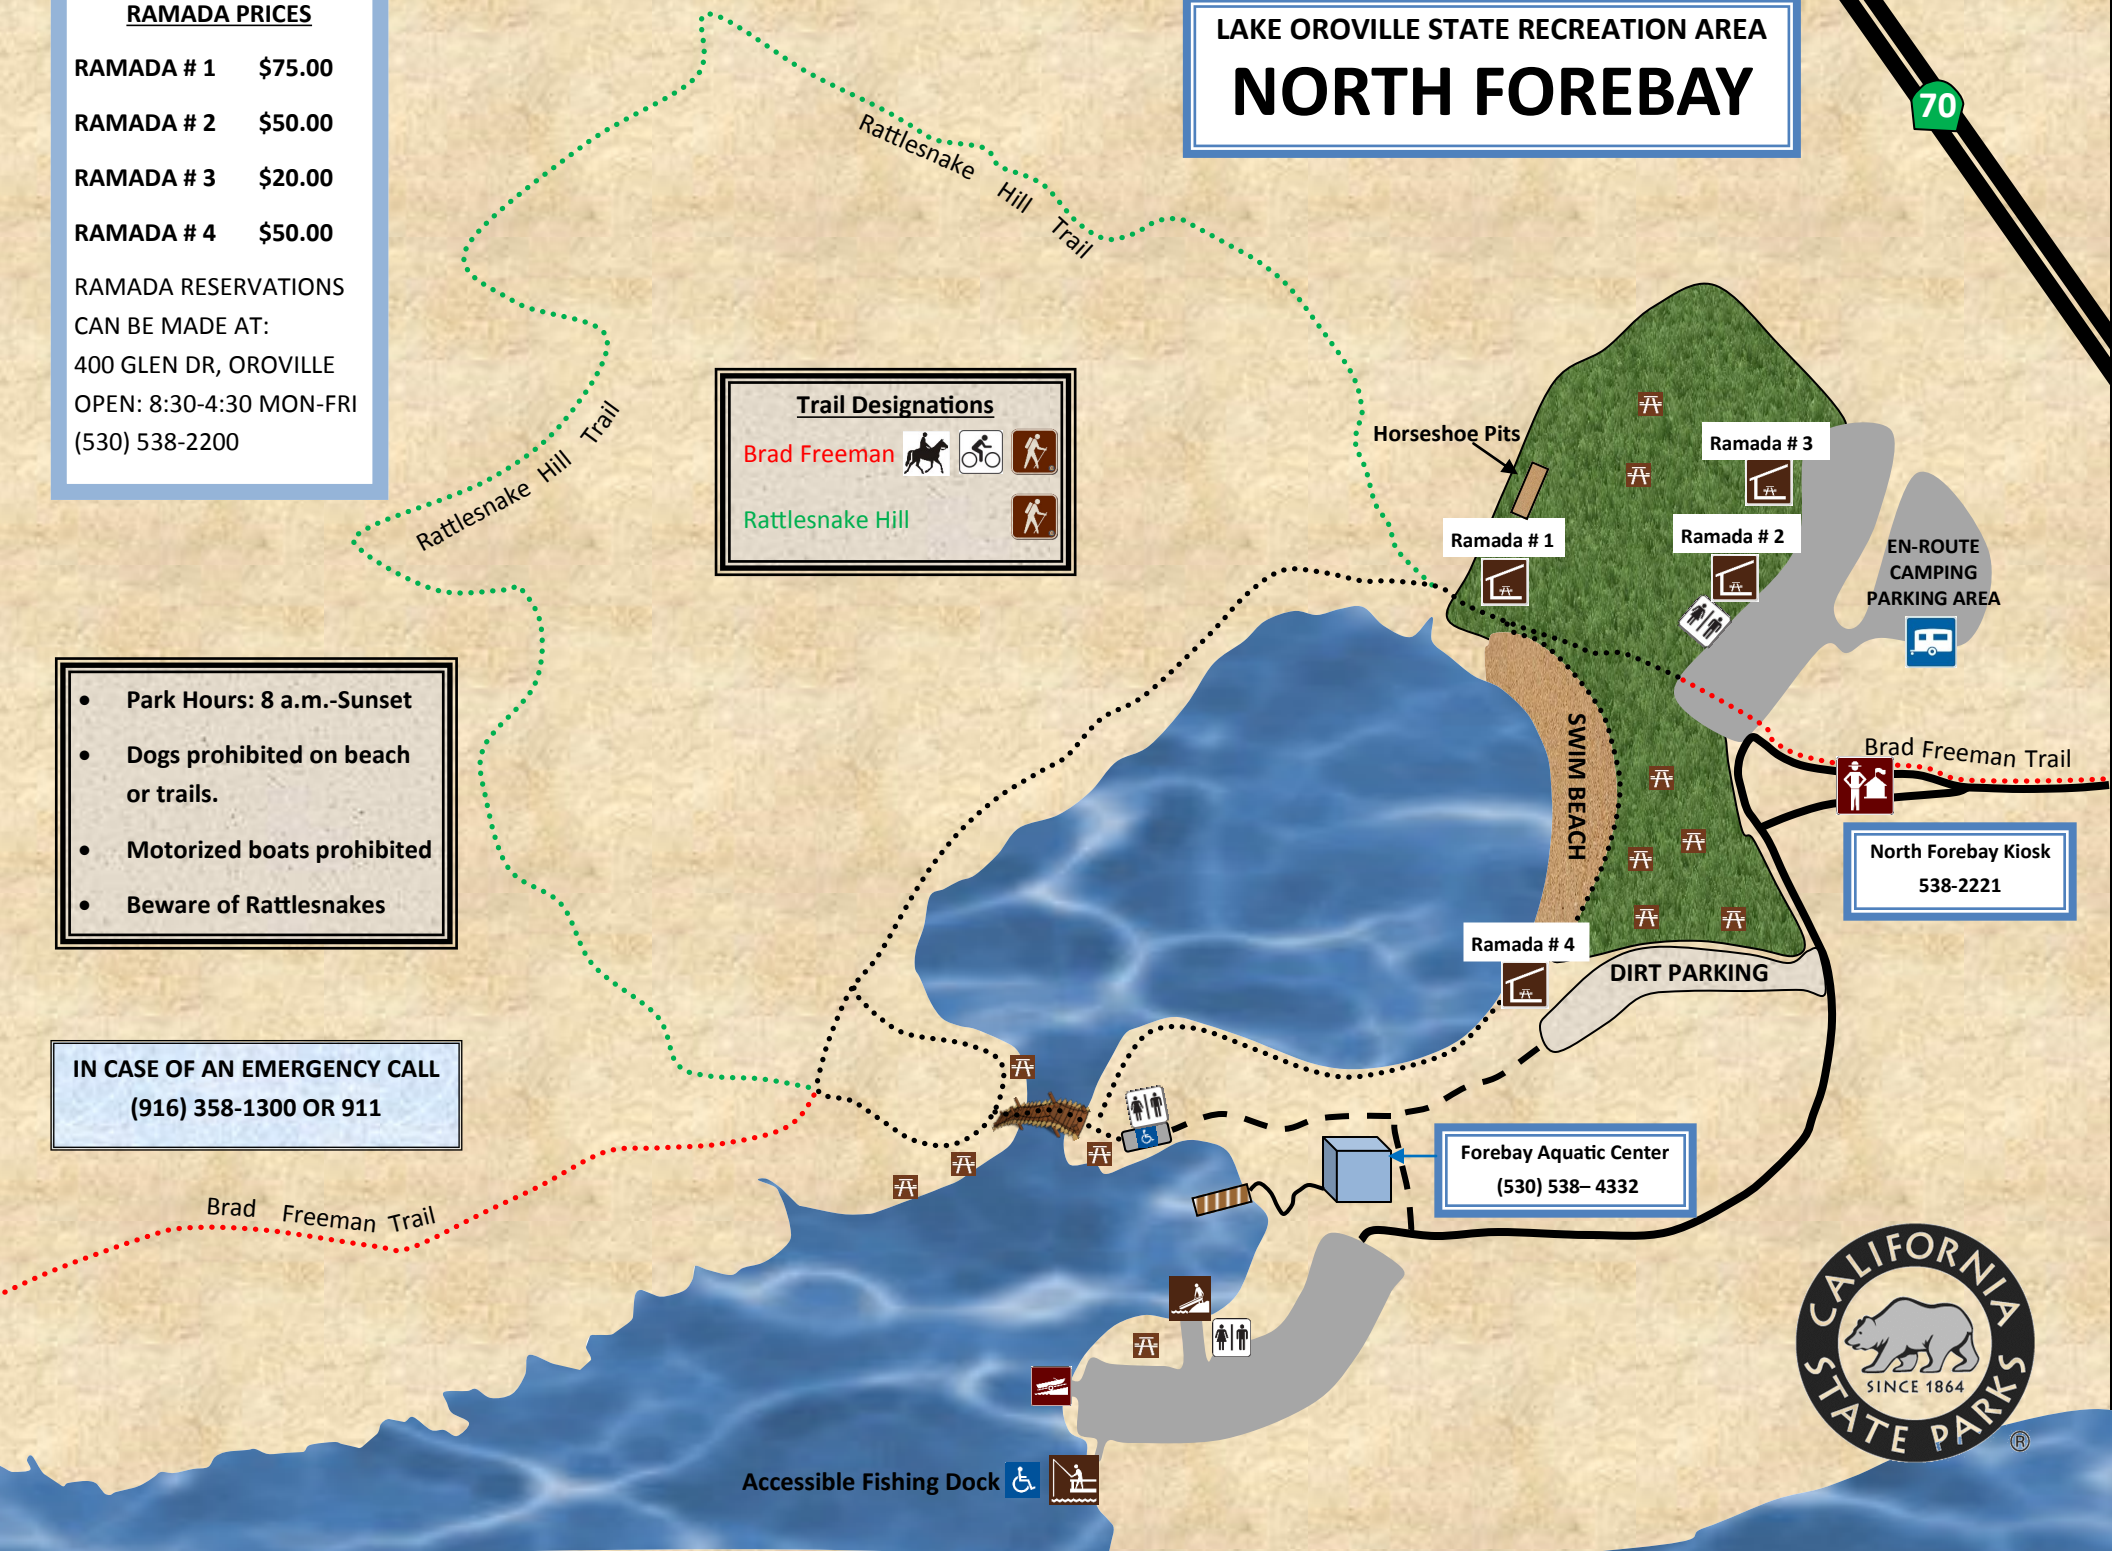 RAMADA PRICES
RAMADA # 1 $75.00
RAMADA # 2 $50.00
RAMADA # 3 $20.00
RAMADA # 4 $50.00
RAMADA RESERVATIONS
CAN BE MADE AT:
400 GLEN DR, OROVILLE
OPEN: 8:30-4:30 MON-FRI
(530) 538-2200
LAKE OROVILLE STATE RECREATION AREA
NORTH FOREBAY
70
Rattlesnake Hill Trail
Rattlesnake Hill Trail
Trail Designations
Brad Freeman
Rattlesnake Hill
Horseshoe Pits
Ramada # 3
Ramada # 1
Ramada # 2
EN-ROUTE
CAMPING
PARKING AREA
• Park Hours: 8 a.m.-Sunset
• Dogs prohibited on beach
or trails.
• Motorized boats prohibited
• Beware of Rattlesnakes
SWIM BEACH
Brad Freeman Trail
North Forebay Kiosk
538-2221
Ramada # 4
DIRT PARKING
IN CASE OF AN EMERGENCY CALL
(916) 358-1300 OR 911
Forebay Aquatic Center
(530) 538– 4332
Brad Freeman Trail
Accessible Fishing Dock
CALIFORNIA
SINCE 1864
STATE PARKS
®